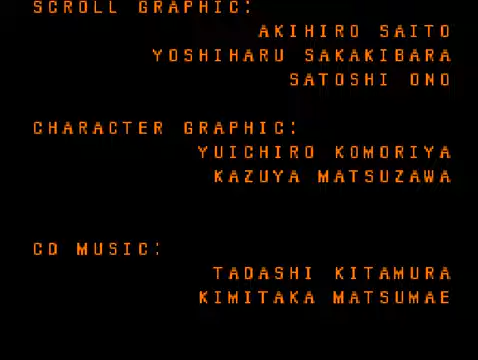 SCROLL GRAPHIC:
AKIHIRO SAITO
YOSHIHARU SAKAKIBARA
SATOSHI ONO
CHARACTER GRAPHIC:
YUICHIRO KOMORIYA
KAZUYA MATSUZAWA
CD MUSIC:
TADASHI KITAMURA
KIMITAKA MATSUMAE